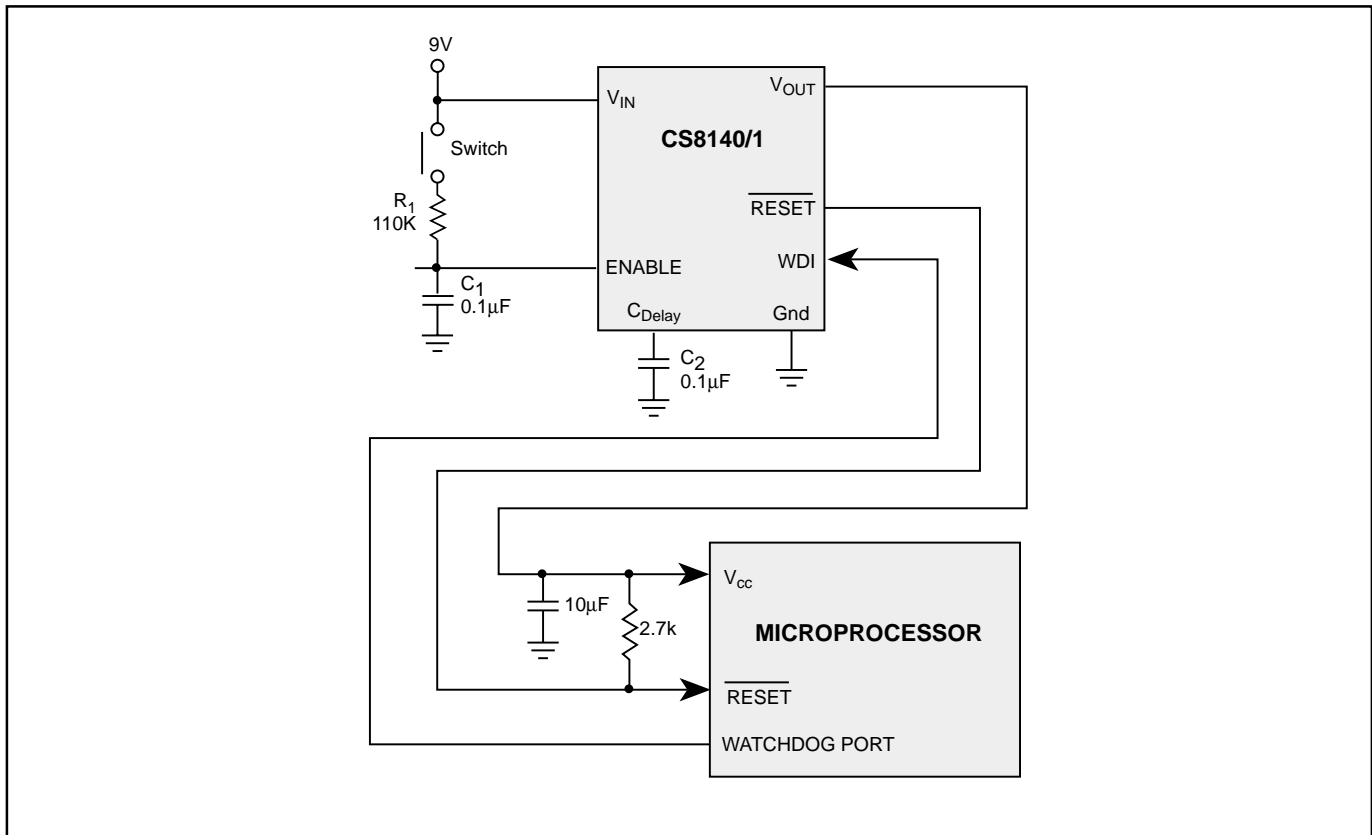 9V
V_IN
V_OUT
CS8140/1
Switch
R_1
110K
RESET
ENABLE
WDI
C_1
0.1µF
C_Delay
Gnd
C_2
0.1µF
V_cc
10µF
2.7k
MICROPROCESSOR
RESET
WATCHDOG PORT